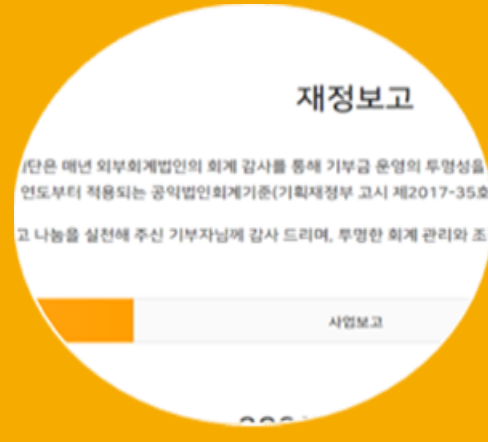 재정보고
단은 매년 외부회계법인의 회계 감사를 통해 기부금 운영의 투명성을
연도부터 적용되는 공익법인회계기준(기획재정부 고시 제2017-35호
고 나눔을 실천해 주신 기부자님께 감사 드리며, 투명한 회계 관리와 조
사업보고